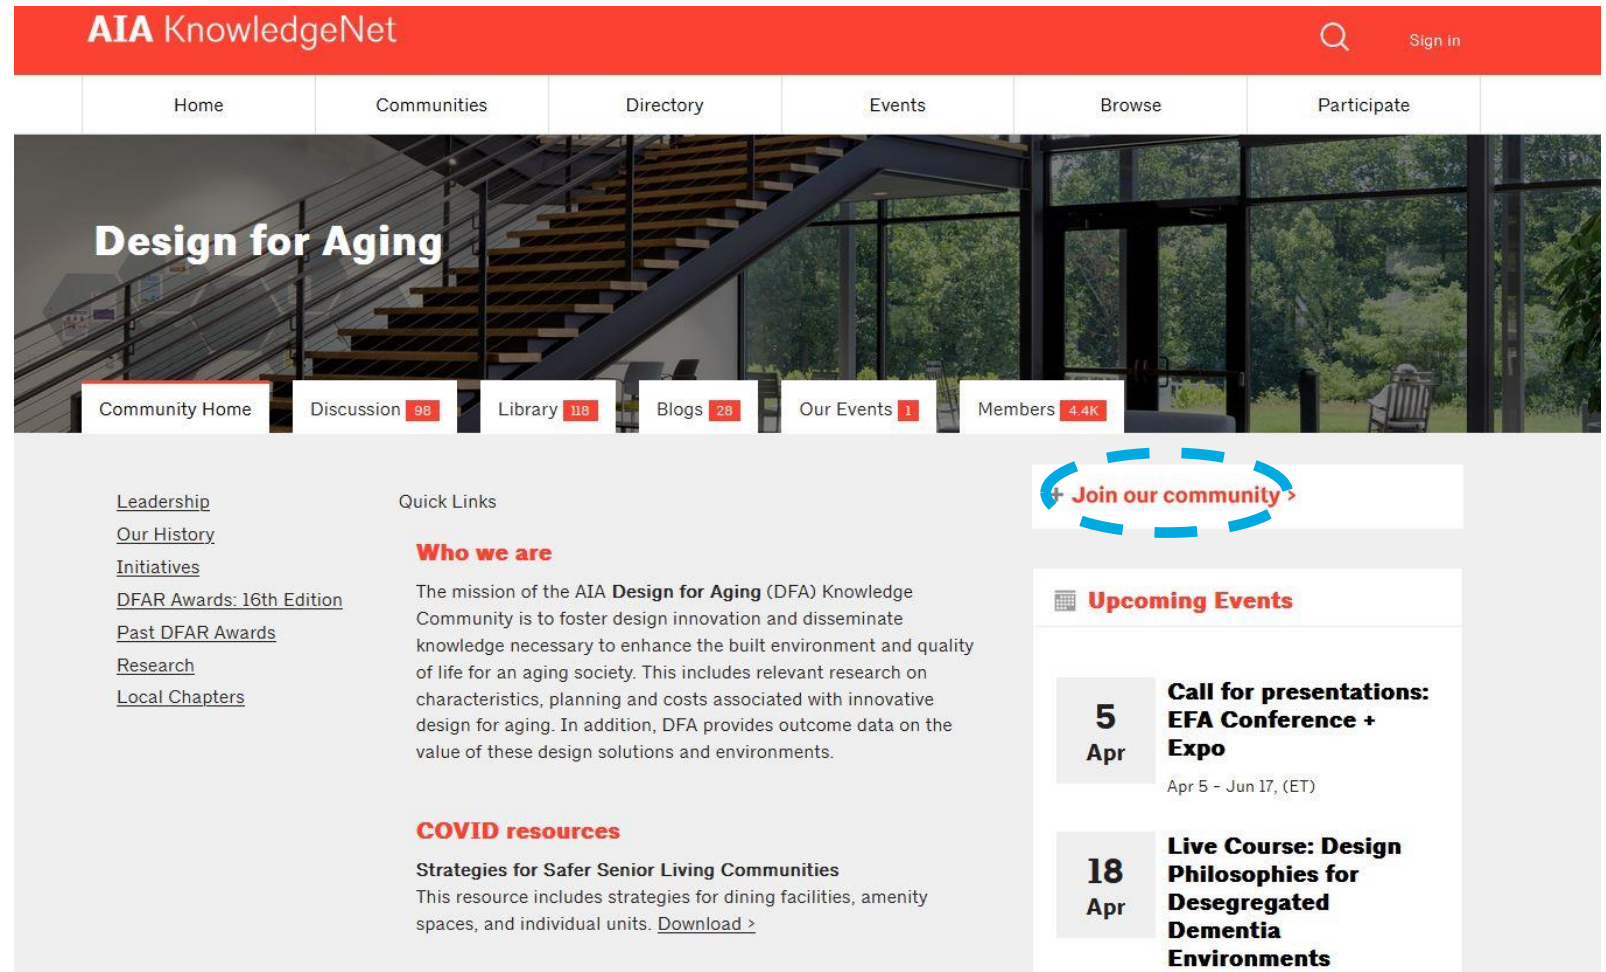 AIA KnowledgeNet
Sign in
Home
Communities
Directory
Events
Browse
Participate
Design for Aging
Community Home
Discussion 98
Library 118
Blogs 28
Our Events 1
Members 4.4K
Leadership
Our History
Initiatives
DFAR Awards: 16th Edition
Past DFAR Awards
Research
Local Chapters
Quick Links
Who we are
The mission of the AIA Design for Aging (DFA) Knowledge
Community is to foster design innovation and disseminate
knowledge necessary to enhance the built environment and quality
of life for an aging society. This includes relevant research on
characteristics, planning and costs associated with innovative
design for aging. In addition, DFA provides outcome data on the
value of these design solutions and environments.
COVID resources
Strategies for Safer Senior Living Communities
This resource includes strategies for dining facilities, amenity
spaces, and individual units. Download >
+ Join our community >
Upcoming Events
5
Apr
Call for presentations:
EFA Conference +
Expo
Apr 5 - Jun 17, (ET)
18
Apr
Live Course: Design
Philosophies for
Desegregated
Dementia
Environments